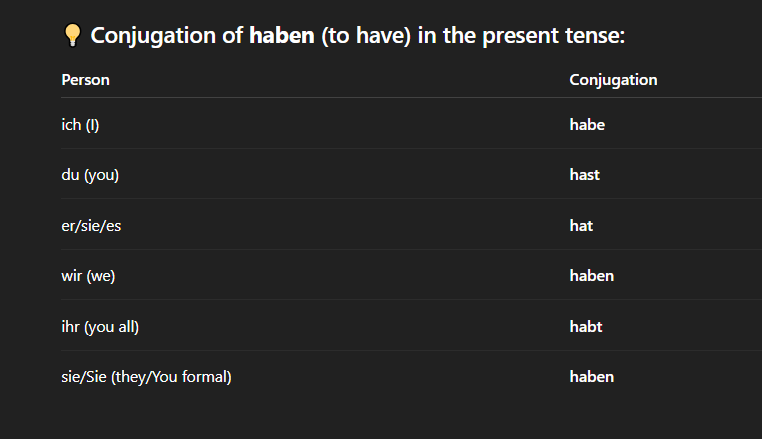 💡 Conjugation of haben (to have) in the present tense:
Person Conjugation
ich (I) habe
du (you) hast
er/sie/es hat
wir (we) haben
ihr (you all) habt
sie/Sie (they/You formal) haben